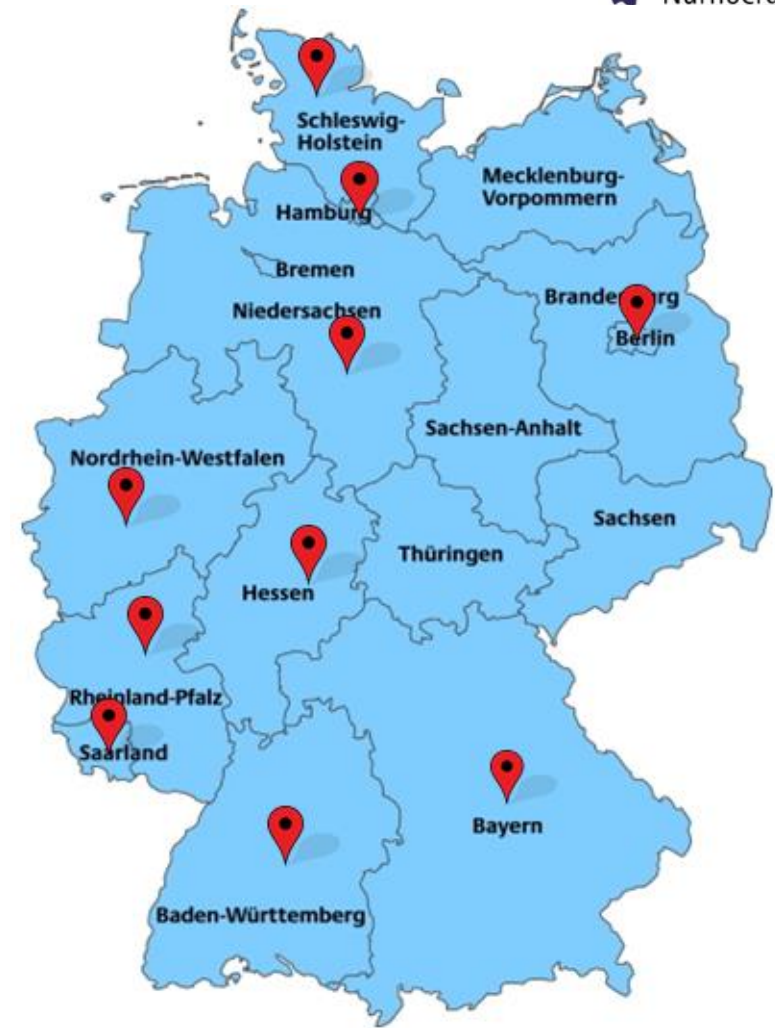 Schleswig-
Holstein
Mecklenburg-
Vorpommern
Hamburg
Bremen
Brandenburg
Niedersachsen
Berlin
Sachsen-Anhalt
Nordrhein-Westfalen
Sachsen
Thüringen
Hessen
Rheinland-Pfalz
Saarland
Bayern
Baden-Württemberg